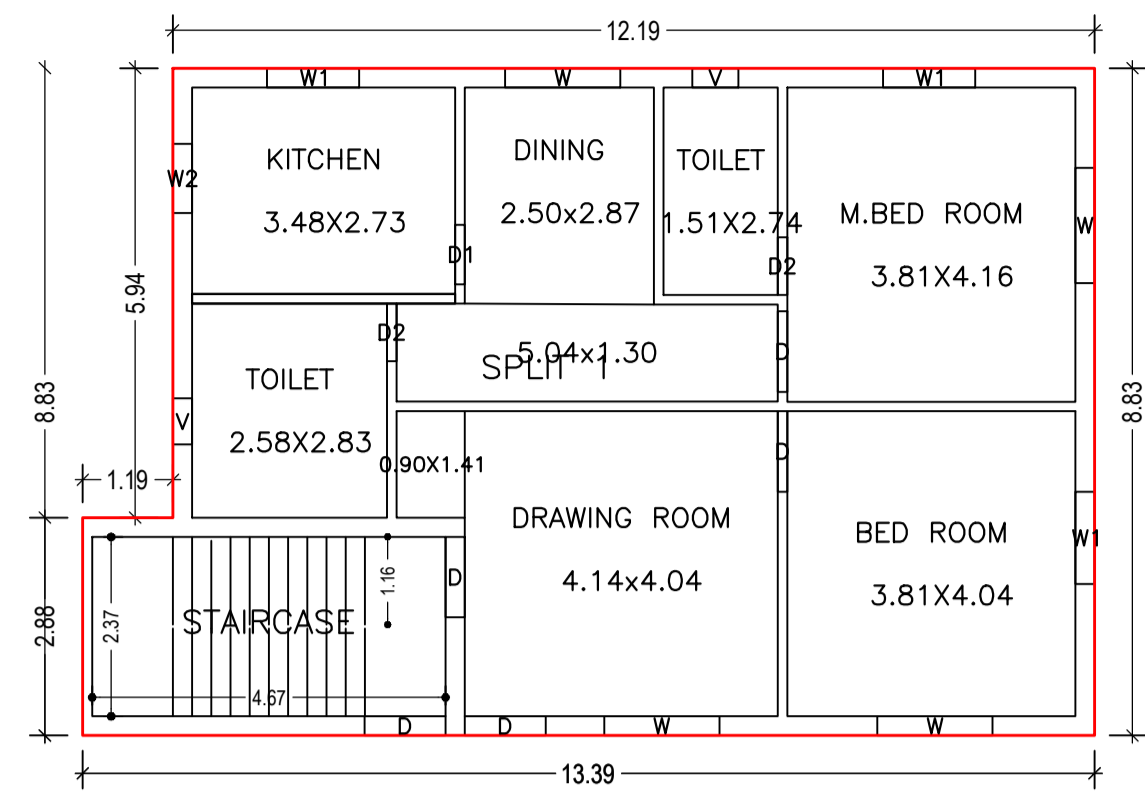 12.19
W1
W
V
W1
KITCHEN
3.48X2.73
W2
DINING
2.50x2.87
TOILET
1.51X2.74
M.BED ROOM
3.81X4.16
W
D1
D2
5.94
8.83
8.83
D2
5.04x1.30
SPLIT 1
D
TOILET
2.58X2.83
V
0.90X1.41
D
1.19
DRAWING ROOM
4.14x4.04
BED ROOM
3.81X4.04
W1
D
1.16
2.37
2.88
STAIRCASE
4.67
D
D
W
W
13.39